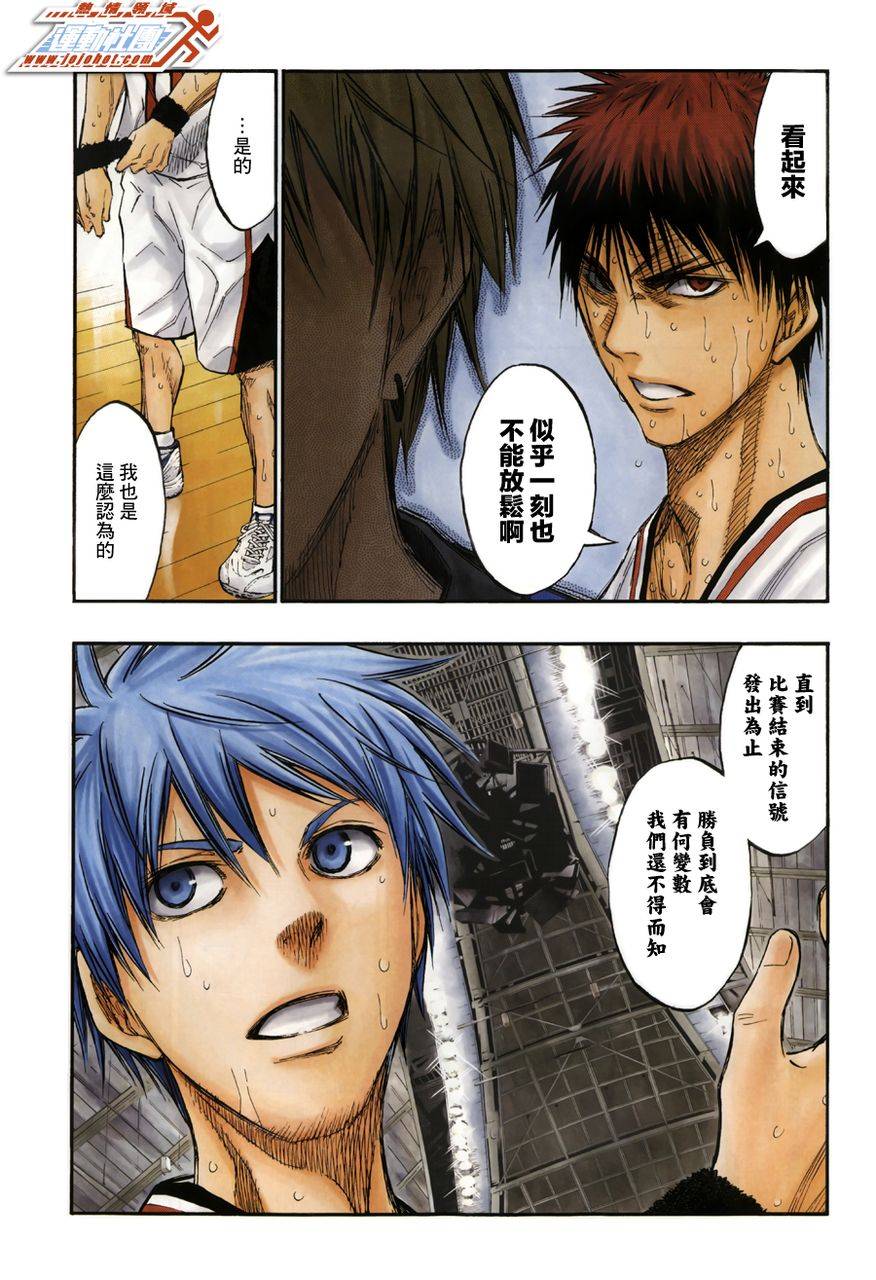 熱情領域
運動社團
www.jojohot.com
看起來
似乎一刻也
不能放鬆啊
…是的
我也是
這麼認為的
直到
比賽結束的信號
發出為止
勝負到底會
有何變數
我們還不得而知